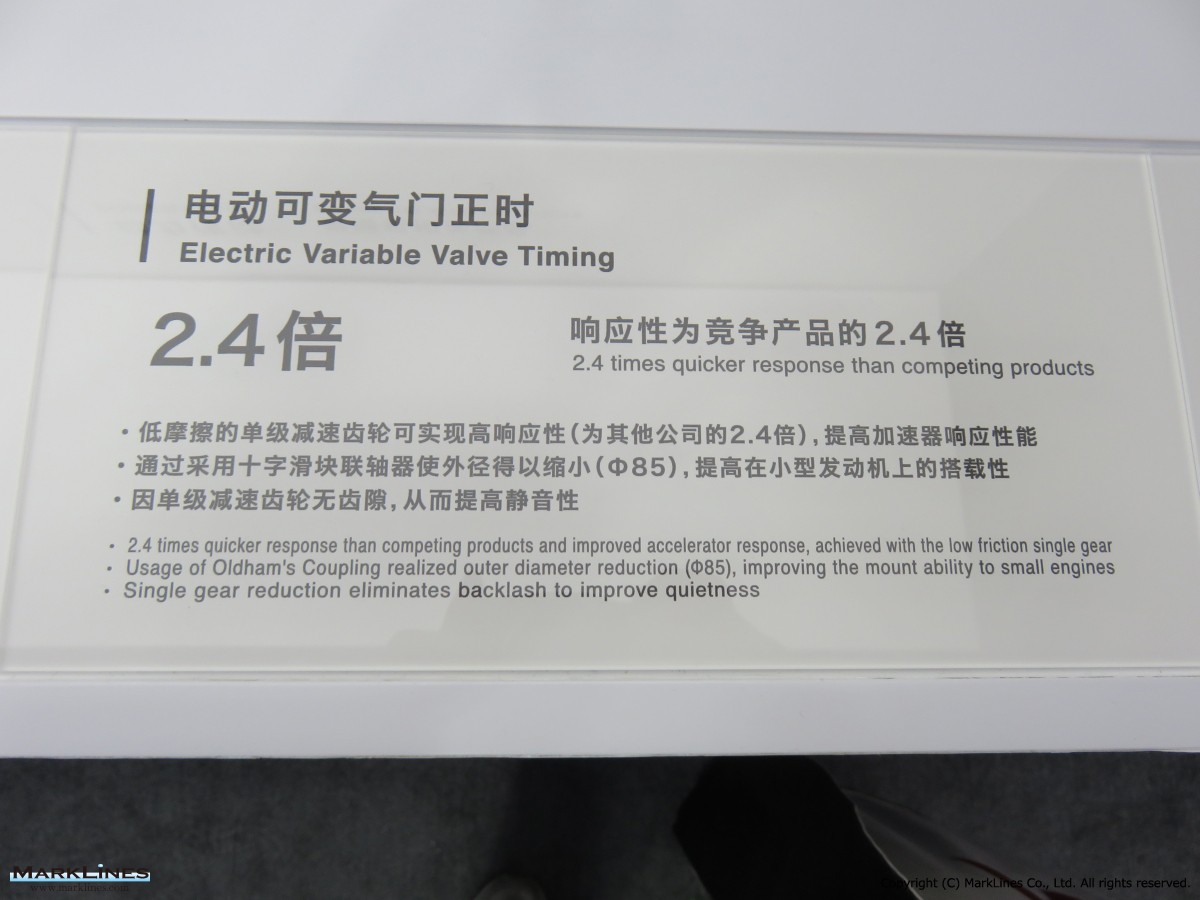 电动可变气门正时
Electric Variable Valve Timing
2.4倍
响应性为竞争产品的2.4倍
2.4 times quicker response than competing products
・低摩擦的单级减速齿轮可实现高响应性(为其他公司的2.4倍),提高加速器响应性能
・通过采用十字滑块联轴器使外径得以缩小(Φ85),提高在小型发动机上的搭载性
・因单级减速齿轮无齿隙,从而提高静音性
・2.4 times quicker response than competing products and improved accelerator response, achieved with the low friction single gear
・Usage of Oldham's Coupling realized outer diameter reduction (Φ85), improving the mount ability to small engines
・Single gear reduction eliminates backlash to improve quietness
MARKLINES
www.marklines.com
Copyright (C) MarkLines Co., Ltd. All rights reserved.